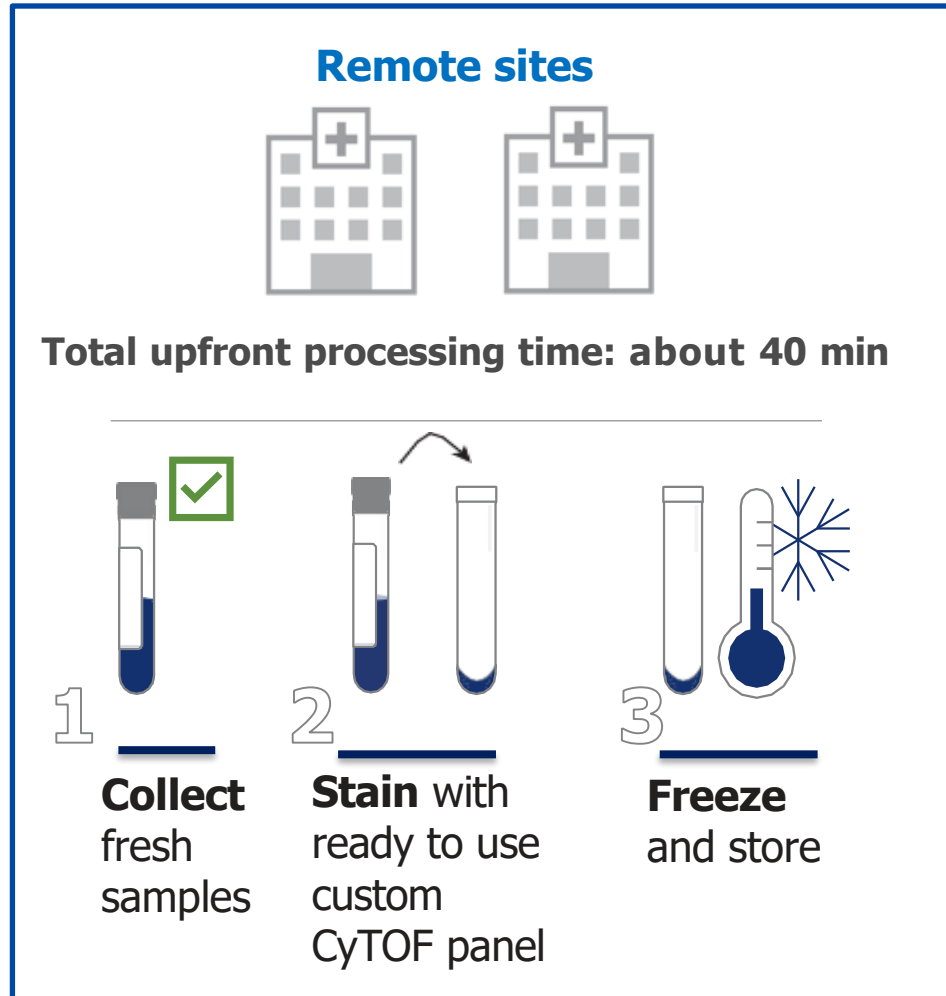 Remote sites
Total upfront processing time: about 40 min
1
Collect
fresh
samples
2
Stain with
ready to use
custom
CyTOF panel
3
Freeze
and store